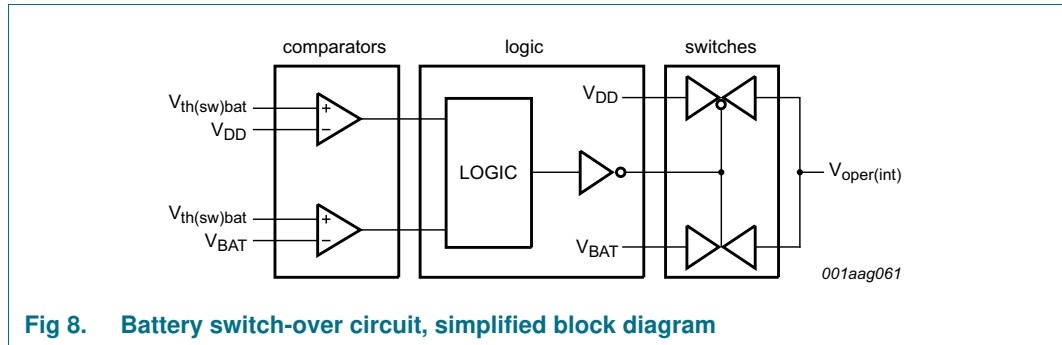 comparators
logic
switches
Vth(sw)bat
+
VDD
−
Vth(sw)bat
+
VBAT
−
LOGIC
VDD
VBAT
Voper(int)
001aag061
Fig 8. Battery switch-over circuit, simplified block diagram